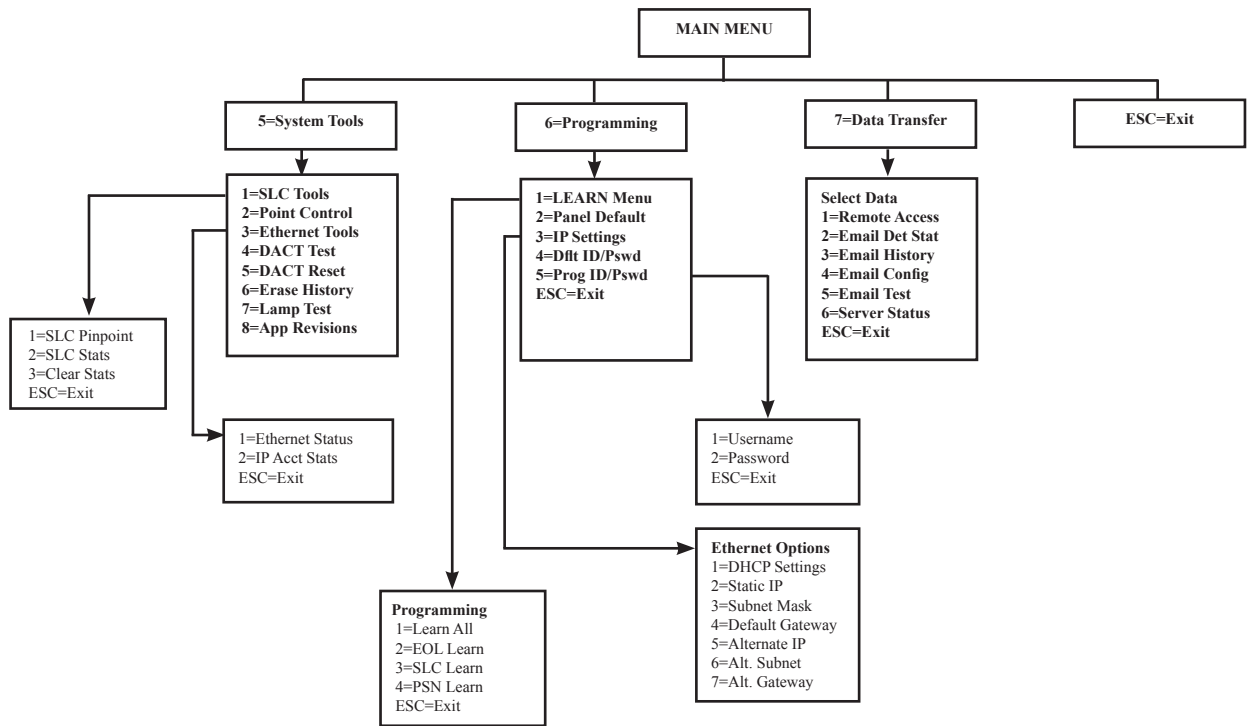 MAIN MENU
5=System Tools
6=Programming
7=Data Transfer
ESC=Exit
1=SLC Tools
2=Point Control
3=Ethernet Tools
4=DACT Test
5=DACT Reset
6=Erase History
7=Lamp Test
8=App Revisions
1=LEARN Menu
2=Panel Default
3=IP Settings
4=Dflt ID/Pswd
5=Prog ID/Pswd
ESC=Exit
Select Data
1=Remote Access
2=Email Det Stat
3=Email History
4=Email Config
5=Email Test
6=Server Status
ESC=Exit
1=SLC Pinpoint
2=SLC Stats
3=Clear Stats
ESC=Exit
1=Ethernet Status
2=IP Acct Stats
ESC=Exit
1=Username
2=Password
ESC=Exit
Ethernet Options
1=DHCP Settings
2=Static IP
3=Subnet Mask
4=Default Gateway
5=Alternate IP
6=Alt. Subnet
7=Alt. Gateway
Programming
1=Learn All
2=EOL Learn
3=SLC Learn
4=PSN Learn
ESC=Exit